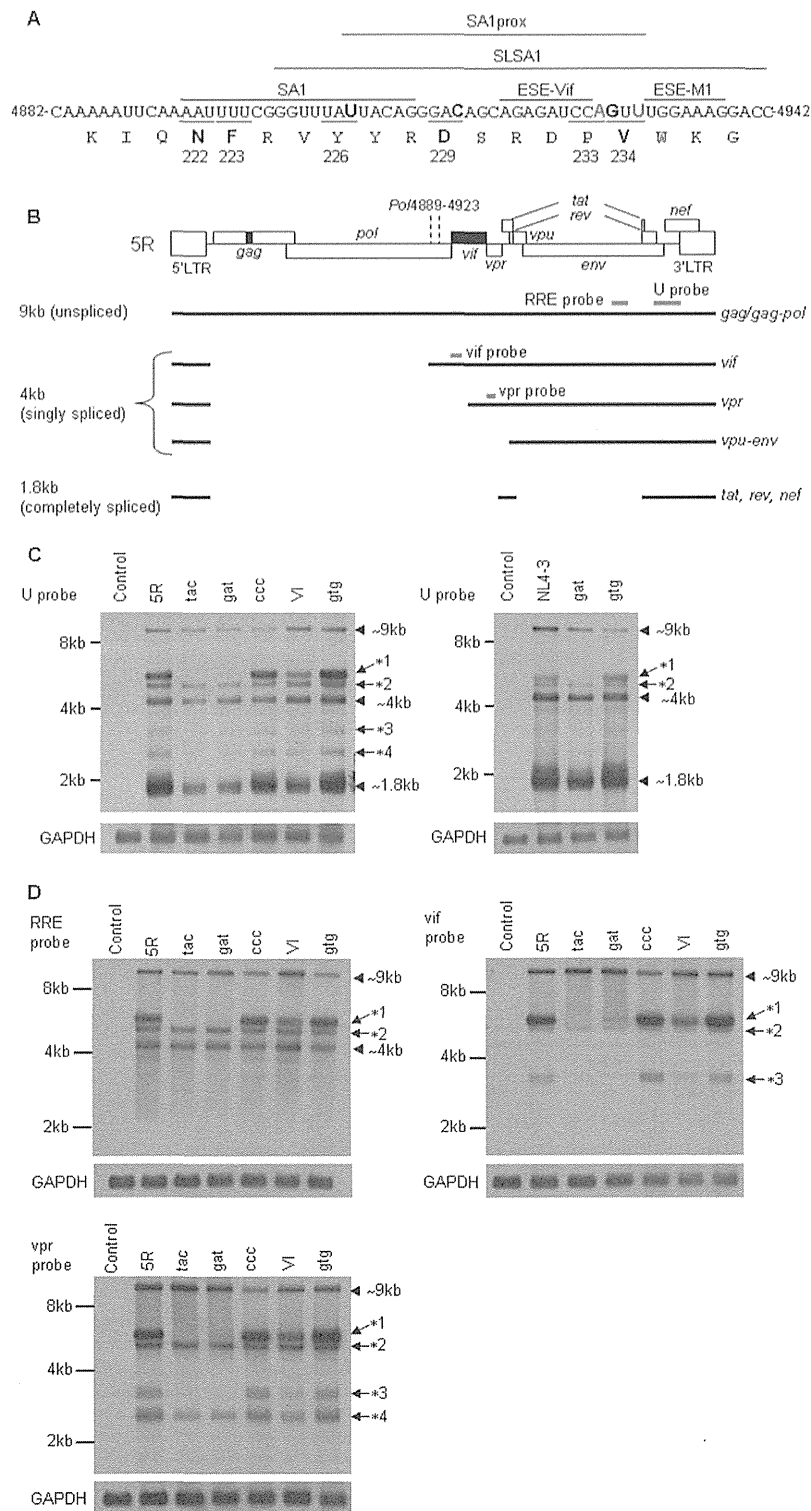 A
SA1prox
SLSA1
SA1
ESE-Vif
ESE-M1
4882-CAAAAAUUCAAAAUUUUCGGGUUUAUUACAGGGACAGCAGAGAUCCAGUUUGGAAAGGACC-4942
K I Q N F R V Y Y R D S R D P V W K G
222 223 226 229 233 234
B
Pol4889-4923
tat
rev
nef
5R
gag
pol
vif
vpr
vpu
env
5'LTR
3'LTR
RRE probe
U probe
9kb (unspliced)
gag/gag-pol
vif probe
vif
4kb
(singly spliced)
vpr probe
vpr
vpu-env
1.8kb
(completely spliced)
tat, rev, nef
C
U probe
Control 5R tac gat ccc VI gtg
8kb
4kb
2kb
~9kb
*1
*2
~4kb
*3
*4
~1.8kb
GAPDH
U probe
Control NL4-3 gat gtg
8kb
4kb
2kb
~9kb
*1
*2
~4kb
~1.8kb
GAPDH
D
RRE
probe
Control 5R tac gat ccc VI gtg
8kb
4kb
2kb
~9kb
*1
*2
~4kb
GAPDH
vif
probe
Control 5R tac gat ccc VI gtg
8kb
4kb
2kb
~9kb
*1
*2
*3
GAPDH
vpr
probe
Control 5R tac gat ccc VI gtg
8kb
4kb
2kb
~9kb
*1
*2
*3
*4
GAPDH